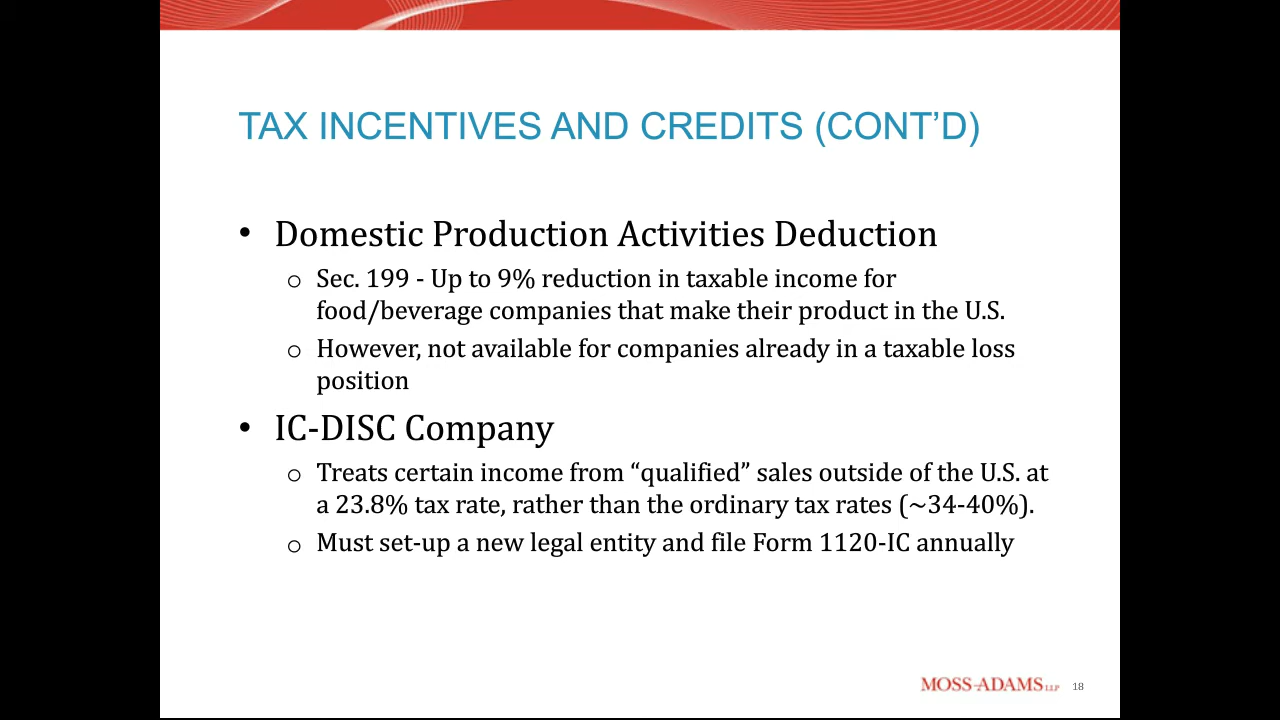 TAX INCENTIVES AND CREDITS (CONT’D)
• Domestic Production Activities Deduction
o Sec. 199 - Up to 9% reduction in taxable income for
food/beverage companies that make their product in the U.S.
o However, not available for companies already in a taxable loss
position
• IC-DISC Company
o Treats certain income from “qualified” sales outside of the U.S. at
a 23.8% tax rate, rather than the ordinary tax rates (~34-40%).
o Must set-up a new legal entity and file Form 1120-IC annually
MOSS-ADAMS LLP 18